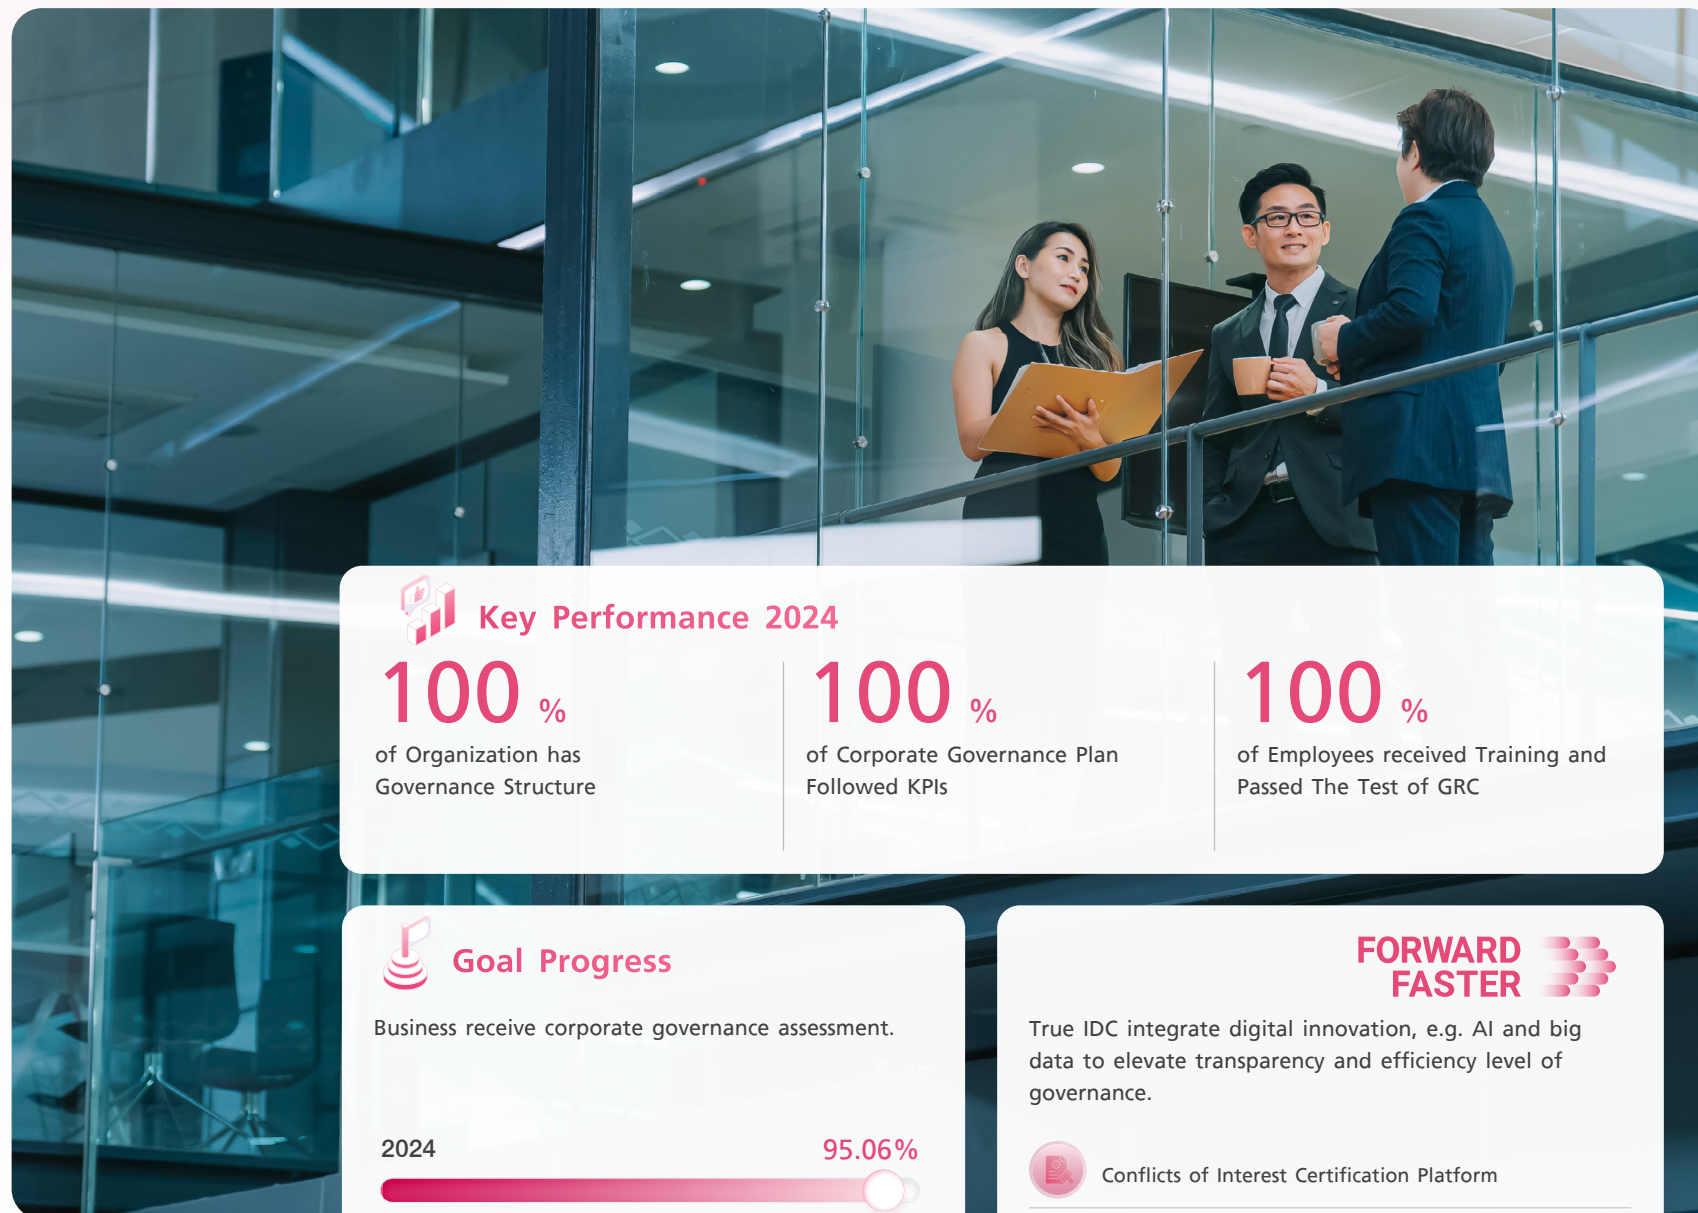 Key Performance 2024
100 %
of Organization has
Governance Structure
100 %
of Corporate Governance Plan
Followed KPIs
100 %
of Employees received Training and
Passed The Test of GRC
Goal Progress
Business receive corporate governance assessment.
2024
95.06%
FORWARD
FASTER
True IDC integrate digital innovation, e.g. AI and big
data to elevate transparency and efficiency level of
governance.
Conflicts of Interest Certification Platform